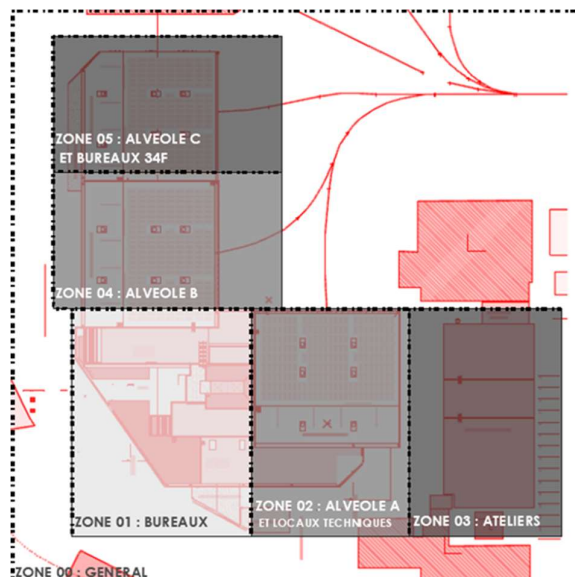 ZONE 05 : ALVEOLE C
ET BUREAUX 34F
ZONE 04 : ALVEOLE B
ZONE 01 : BUREAUX
ZONE 02 : ALVEOLE A
ET LOCAUX TECHNIQUES
ZONE 03 : ATELIERS
ZONE 00 : GENERAL